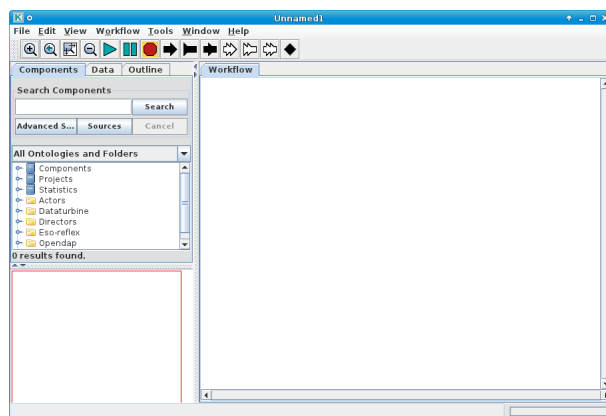 Unnamed1
File Edit View Workflow Tools Window Help
Components Data Outline
Workflow
Search Components
Search
Advanced S... Sources Cancel
All Ontologies and Folders
Components
Projects
Statistics
Actors
Dataturbine
Directors
Eso-reflex
Opendap
0 results found.